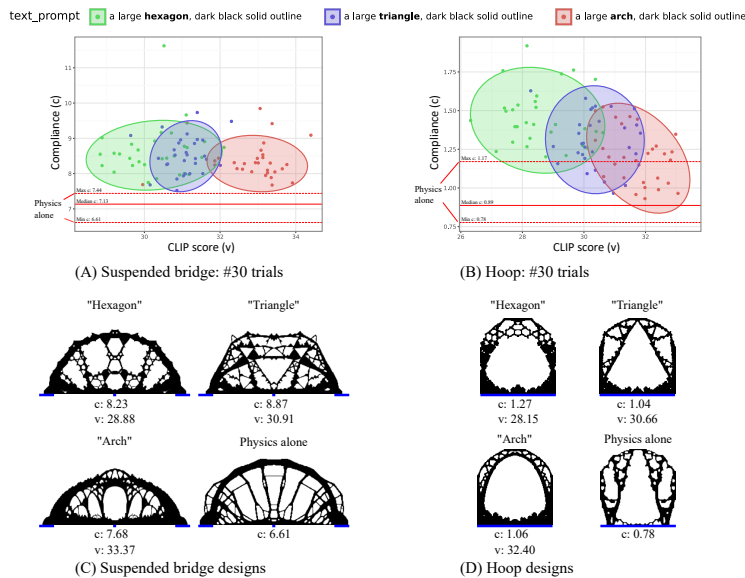 text_prompt a large hexagon, dark black solid outline a large triangle, dark black solid outline a large arch, dark black solid outline
Compliance (c)
11
10
9
8
7
Max c: 7.44
Median c: 7.13
Min c: 6.61
Physics
alone
30 32 34
CLIP score (v)
(A) Suspended bridge: #30 trials
Compliance (c)
1.75
1.50
1.25
1.00
0.75
Max c: 1.17
Median c: 0.89
Min c: 0.78
Physics
alone
26 28 30 32
CLIP score (v)
(B) Hoop: #30 trials
"Hexagon" "Triangle"
c: 8.23 c: 8.87
v: 28.88 v: 30.91
"Arch" Physics alone
c: 7.68 c: 6.61
v: 33.37
(C) Suspended bridge designs
"Hexagon" "Triangle"
c: 1.27 c: 1.04
v: 28.15 v: 30.66
"Arch" Physics alone
c: 1.06 c: 0.78
v: 32.40
(D) Hoop designs